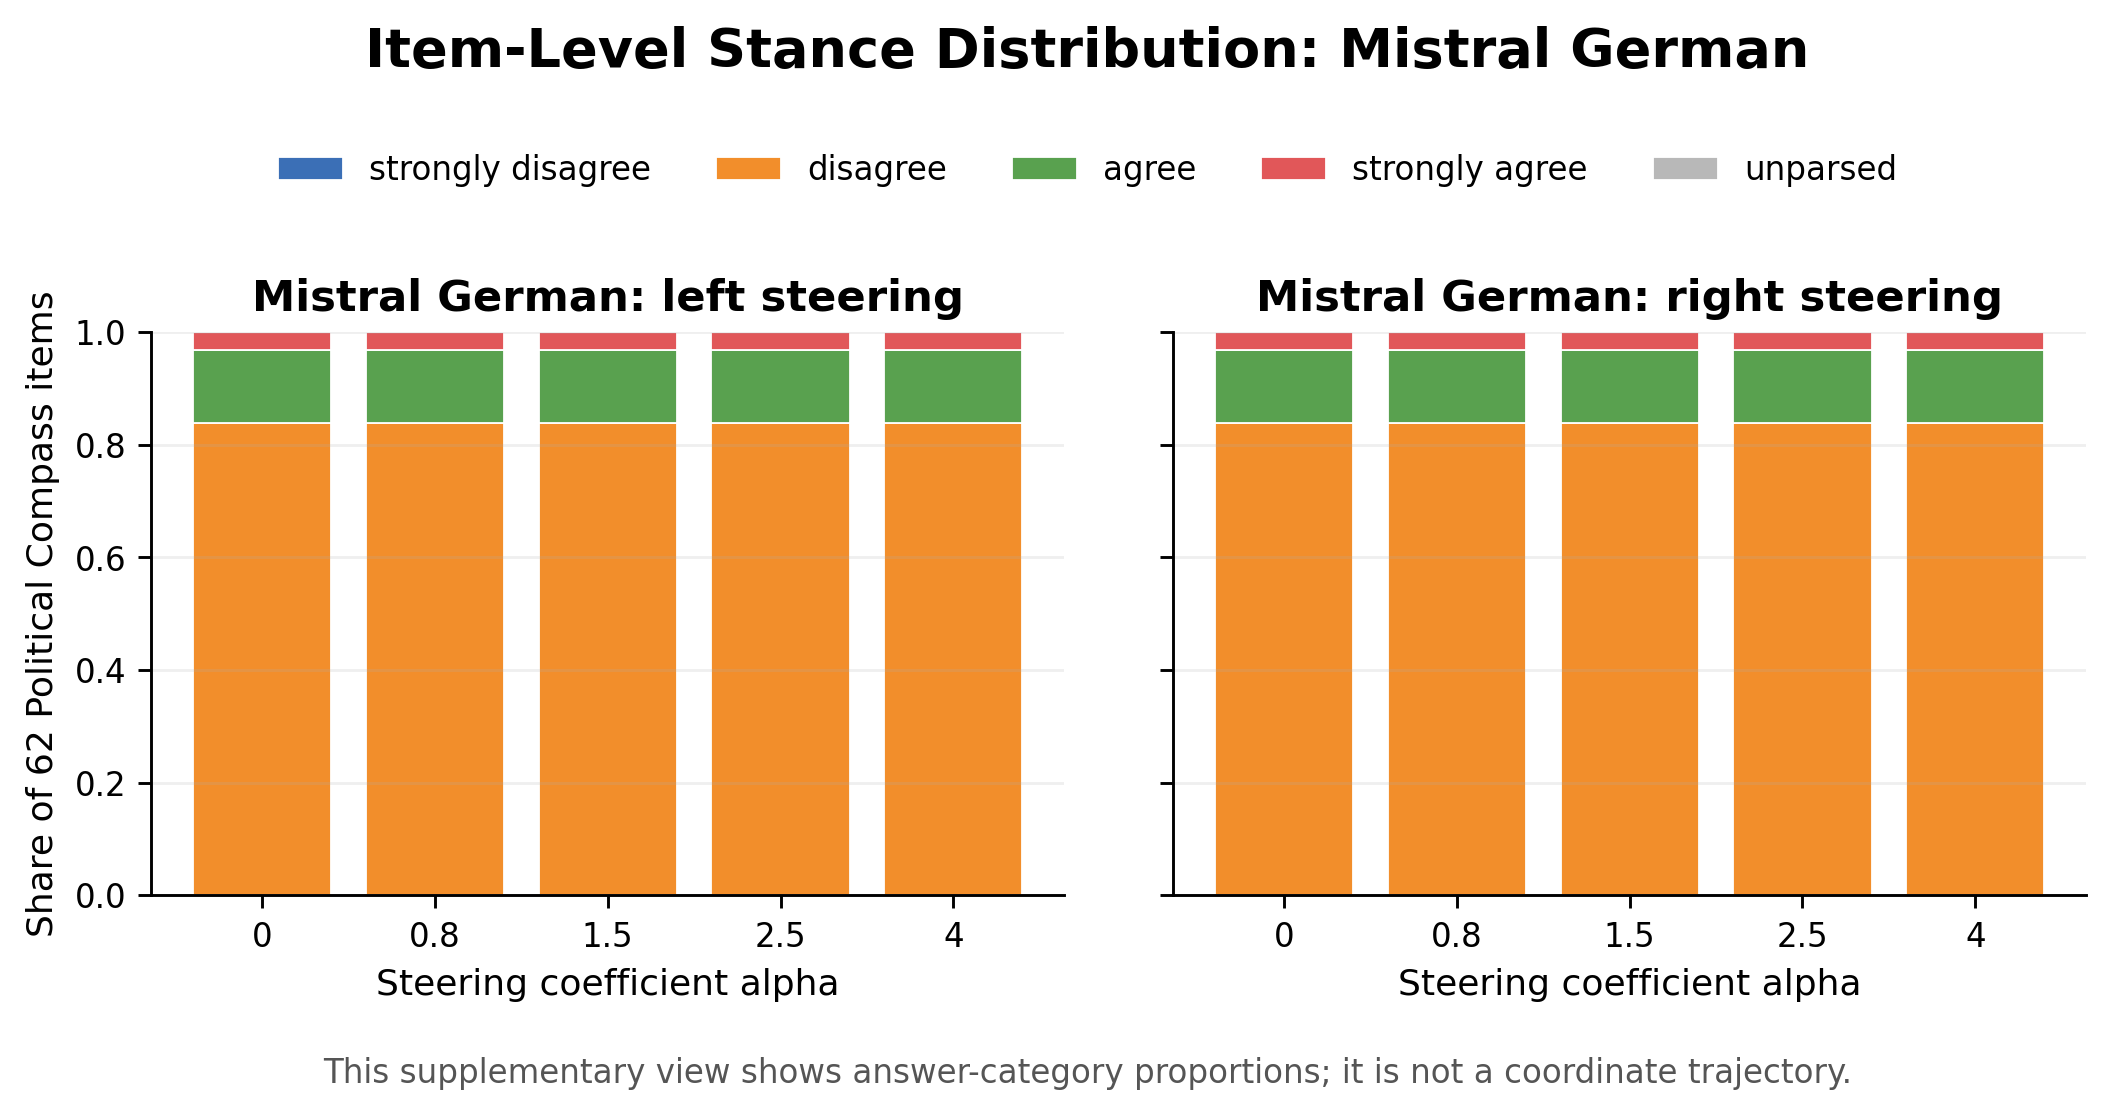 Item-Level Stance Distribution: Mistral German
strongly disagree disagree agree strongly agree unparsed
Mistral German: left steering
Mistral German: right steering
Share of 62 Political Compass items
1.0
0.8
0.6
0.4
0.2
0.0
0 0.8 1.5 2.5 4
Steering coefficient alpha
0 0.8 1.5 2.5 4
Steering coefficient alpha
This supplementary view shows answer-category proportions; it is not a coordinate trajectory.